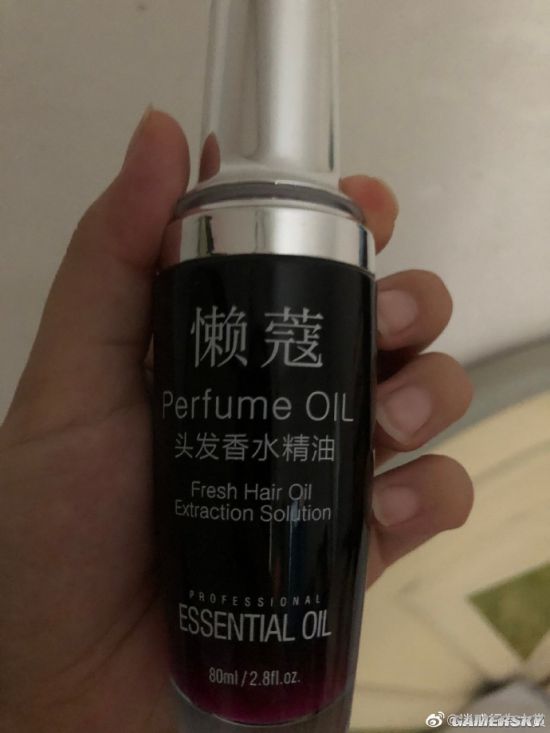 懒蔻
Perfume OIL
头发香水精油
Fresh Hair Oil
Extraction Solution
PROFESSIONAL
ESSENTIAL OIL
80ml / 2.8fl.oz.
GAMERSKY